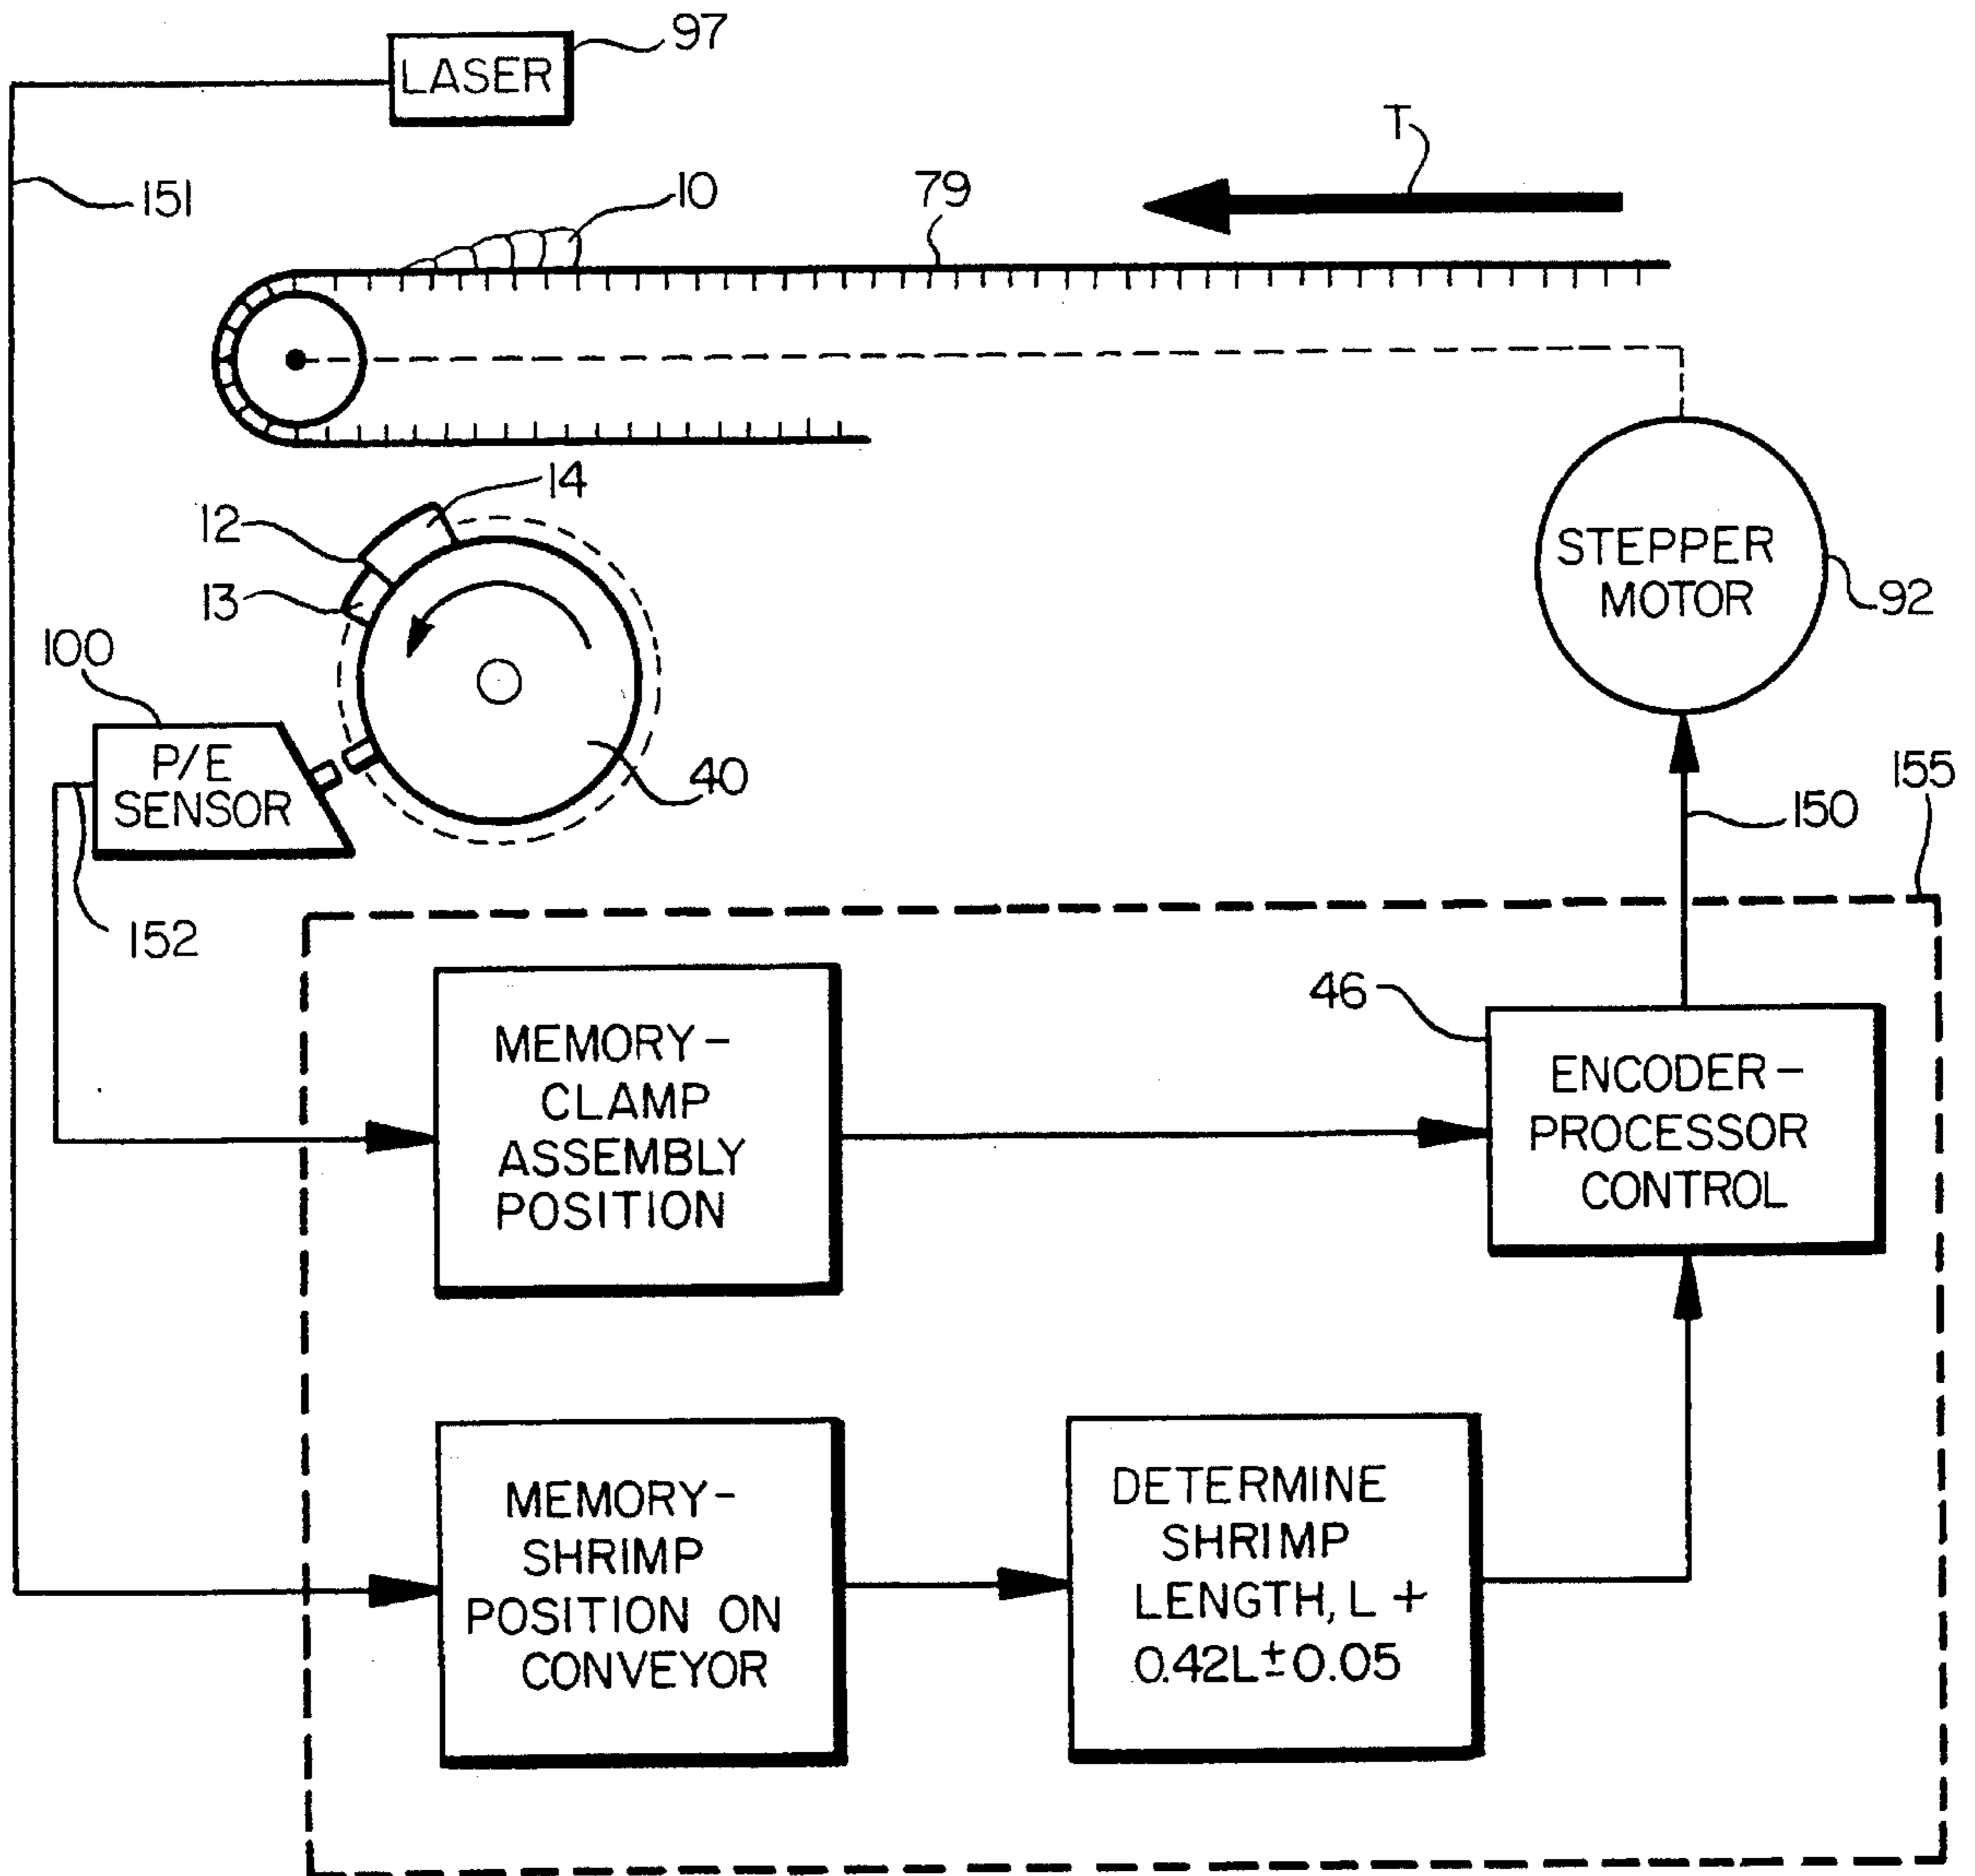 97
LASER
T
151
10
79
14
12
13
STEPPER
MOTOR
92
100
P/E
SENSOR
40
155
150
152
46
MEMORY-
CLAMP
ASSEMBLY
POSITION
ENCODER-
PROCESSOR
CONTROL
MEMORY-
SHRIMP
POSITION ON
CONVEYOR
DETERMINE
SHRIMP
LENGTH, L +
0.42L±0.05